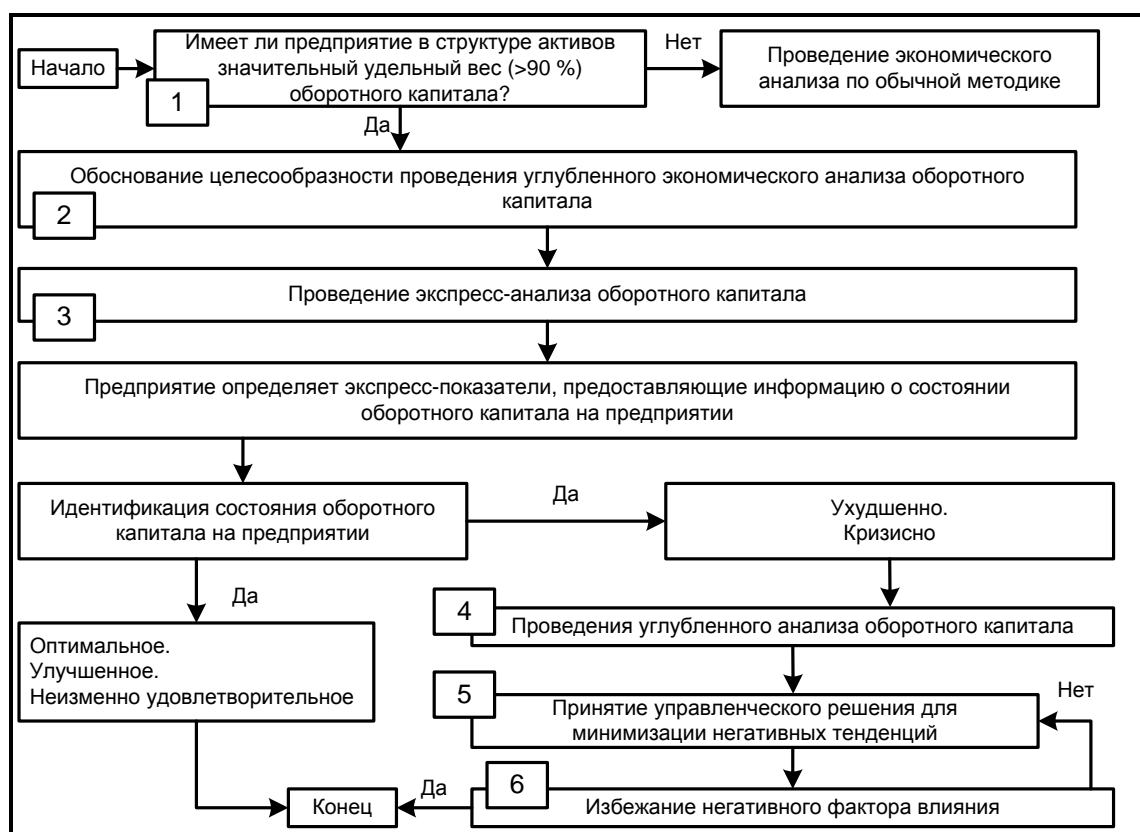 Начало
Имеет ли предприятие в структуре активов
значительный удельный вес (>90 %)
оборотного капитала?
1
Нет
Проведение экономического
анализа по обычной методике
Да
Обоснование целесообразности проведения углубленного экономического анализа оборотного
капитала
2
Проведение экспресс-анализа оборотного капитала
3
Предприятие определяет экспресс-показатели, предоставляющие информацию о состоянии
оборотного капитала на предприятии
Идентификация состояния оборотного
капитала на предприятии
Да
Ухудшенно.
Кризисно
Да
Оптимальное.
Улучшенное.
Неизменно удовлетворительное
4
Проведения углубленного анализа оборотного капитала
5
Принятие управленческого решения для
минимизации негативных тенденций
Нет
6
Избежание негативного фактора влияния
Да
Конец